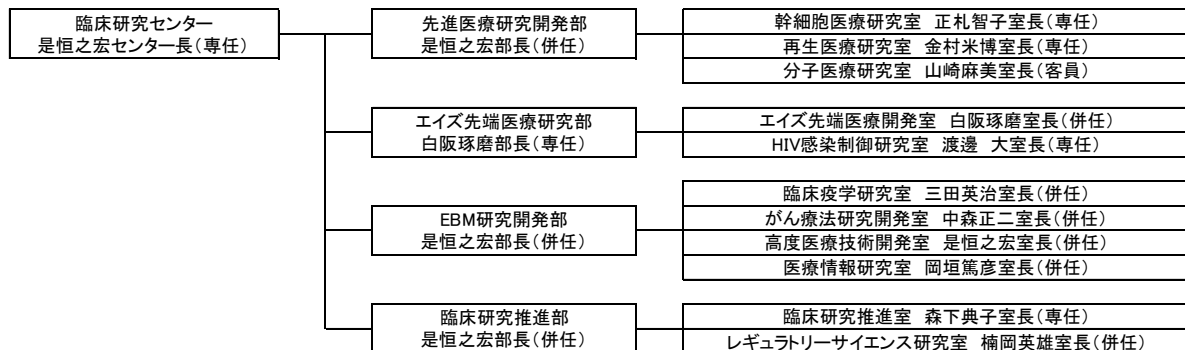 臨床研究センター
是恒之宏センター長(専任)
先進医療研究開発部
是恒之宏部長(併任)
幹細胞医療研究室 正札智子室長(専任)
再生医療研究室 金村米博室長(専任)
分子医療研究室 山崎麻美室長(客員)
エイズ先端医療研究部
白阪琢磨部長(専任)
エイズ先端医療開発室 白阪琢磨室長(併任)
HIV感染制御研究室 渡邊 大室長(専任)
EBM研究開発部
是恒之宏部長(併任)
臨床疫学研究室 三田英治室長(併任)
がん療法研究開発室 中森正二室長(併任)
高度医療技術開発室 是恒之宏室長(併任)
医療情報研究室 岡垣篤彦室長(併任)
臨床研究推進部
是恒之宏部長(併任)
臨床研究推進室 森下典子室長(専任)
レギュラトリーサイエンス研究室 楠岡英雄室長(併任)